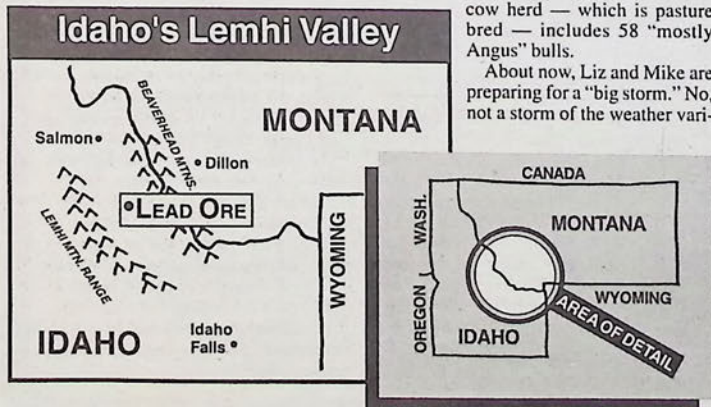 Idaho's Lemhi Valley
BEAVERHEAD MTNS.
MONTANA
Salmon
Dillon
LEAD ORE
LEMHI MTN. RANGE
WYOMING
IDAHO
Idaho
Falls
cow herd — which is pasture
bred — includes 58 “mostly
Angus” bulls.
About now, Liz and Mike are
preparing for a “big storm.” No,
not a storm of the weather vari-
CANADA
WASH.
MONTANA
OREGON
WYOMING
IDAHO
AREA OF DETAIL